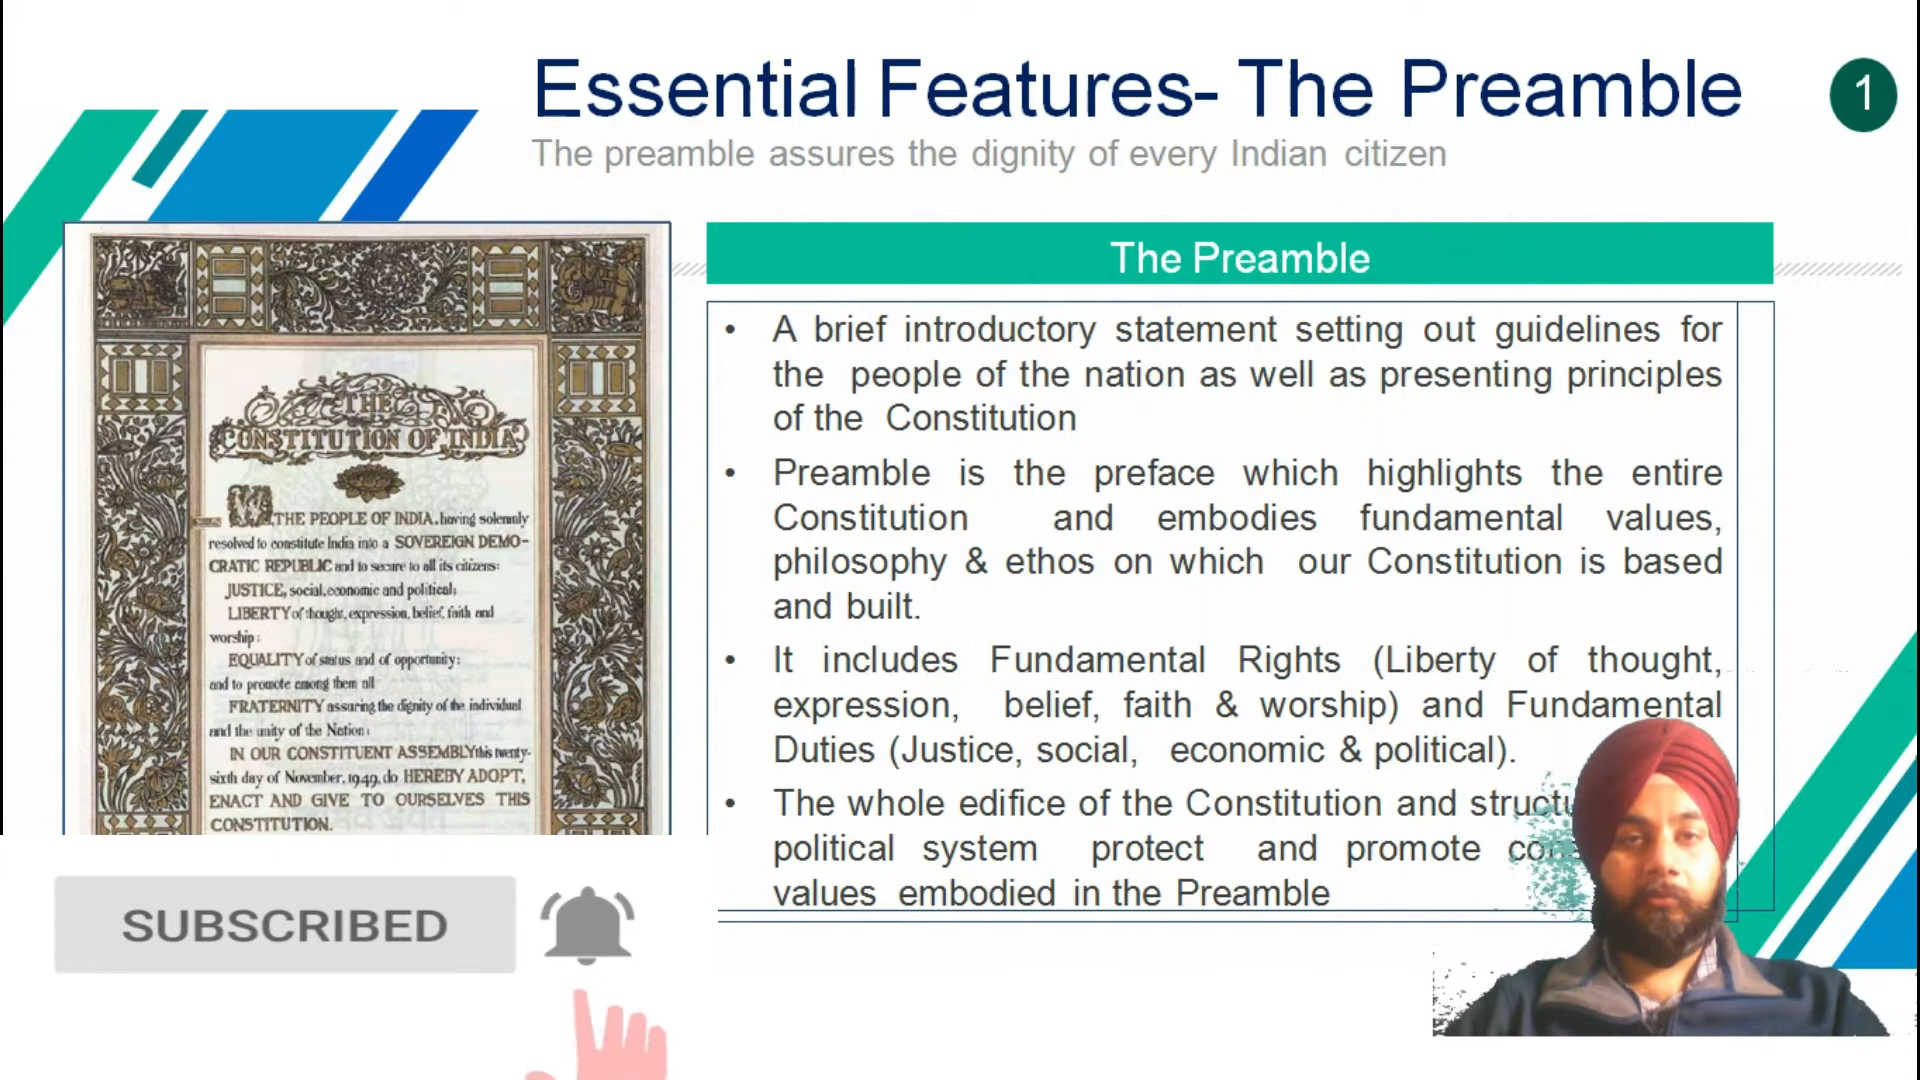 Essential Features- The Preamble
1
The preamble assures the dignity of every Indian citizen
The Preamble
THE
CONSTITUTION OF INDIA
WE, THE PEOPLE OF INDIA, having solemnly
resolved to constitute India into a SOVEREIGN DEMO-
CRATIC REPUBLIC and to secure to all its citizens:
JUSTICE, social, economic and political;
LIBERTY of thought, expression, belief, faith and
worship;
EQUALITY of status and of opportunity;
and to promote among them all
FRATERNITY assuring the dignity of the individual
and the unity of the Nation;
IN OUR CONSTITUENT ASSEMBLY this twenty-
sixth day of November, 1949, do HEREBY ADOPT,
ENACT AND GIVE TO OURSELVES THIS
CONSTITUTION.
• A brief introductory statement setting out guidelines for
the people of the nation as well as presenting principles
of the Constitution
• Preamble is the preface which highlights the entire
Constitution and embodies fundamental values,
philosophy & ethos on which our Constitution is based
and built.
• It includes Fundamental Rights (Liberty of thought,
expression, belief, faith & worship) and Fundamental
Duties (Justice, social, economic & political).
• The whole edifice of the Constitution and
political system protect and promote
values embodied in the Preamble
SUBSCRIBED